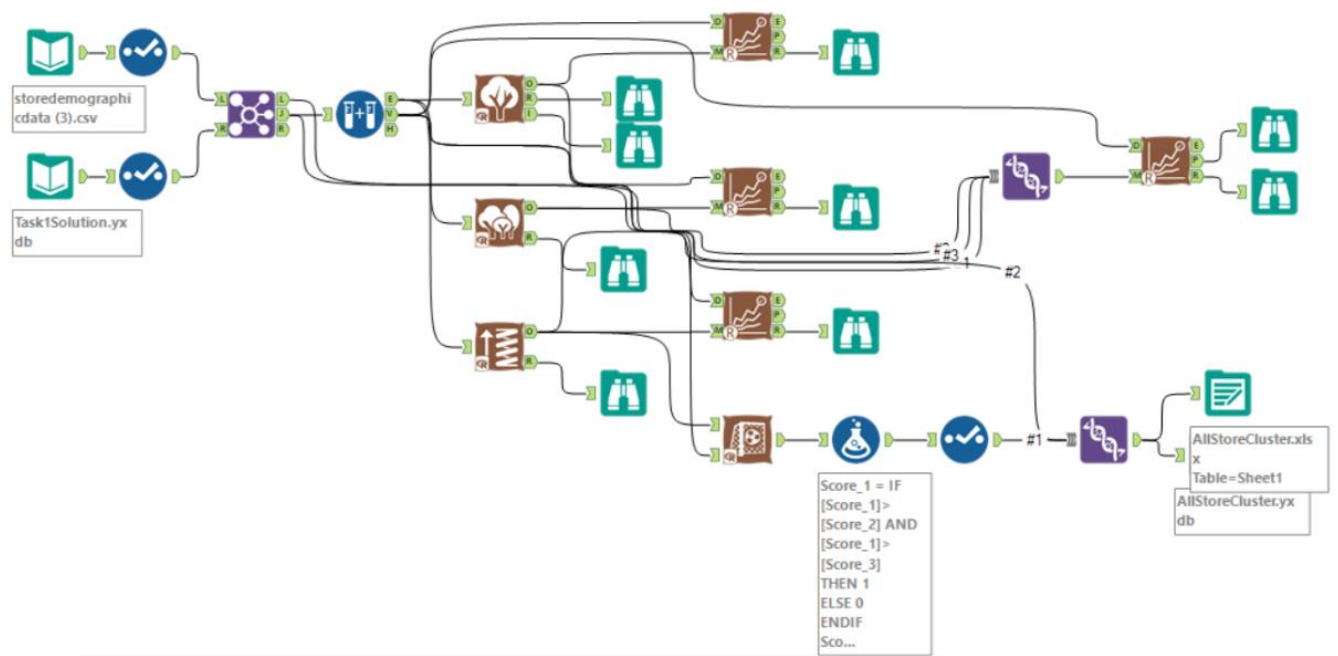 storedemographi
cdata (3).csv
Task1Solution.yx
db
L
R
L
J
R
E
V
H
O
R
I
O
R
O
R
D
M
R
E
P
R
D
M
R
E
P
R
D
M
R
E
P
R
D
M
R
E
P
R
#3
1
#2
#1
Score_1 = IF
[Score_1]>
[Score_2] AND
[Score_1]>
[Score_3]
THEN 1
ELSE 0
ENDIF
Sco...
AllStoreCluster.xls
x
Table=Sheet1
AllStoreCluster.yx
db